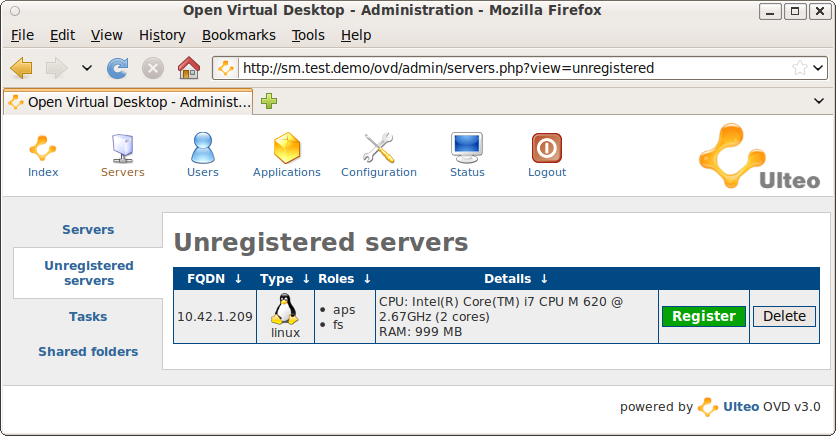 Open Virtual Desktop - Administration - Mozilla Firefox
File Edit View History Bookmarks Tools Help
http://sm.test.demo/ovd/admin/servers.php?view=unregistered
Open Virtual Desktop - Administ...
Index Servers Users Applications Configuration Status Logout
Ulteo
Servers
Unregistered
servers
Tasks
Shared folders
Unregistered servers
FQDN ↓ Type ↓ Roles ↓ Details ↓
10.42.1.209
linux
• aps
• fs
CPU: Intel(R) Core(TM) i7 CPU M 620 @
2.67GHz (2 cores)
RAM: 999 MB
Register Delete
powered by Ulteo OVD v3.0